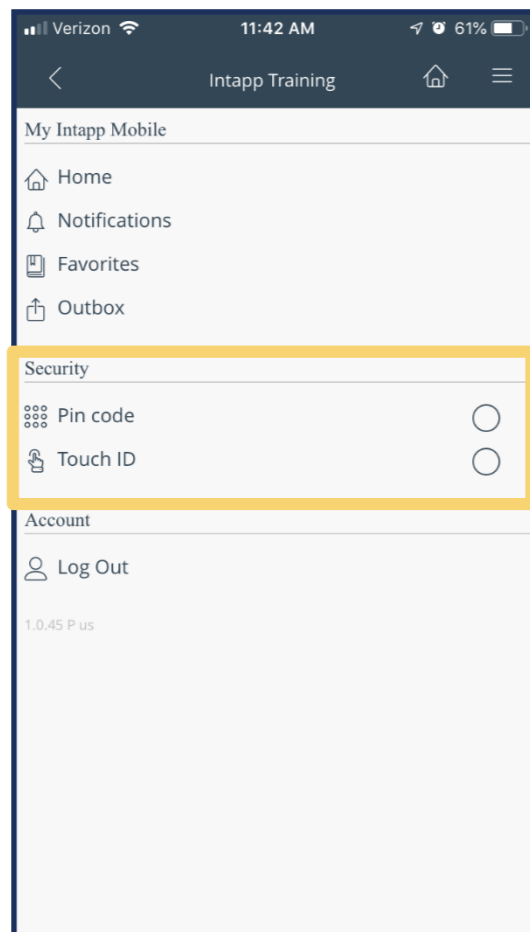 Verizon 11:42 AM 61%
Intapp Training
My Intapp Mobile
Home
Notifications
Favorites
Outbox
Security
Pin code
Touch ID
Account
Log Out
1.0.45 P us